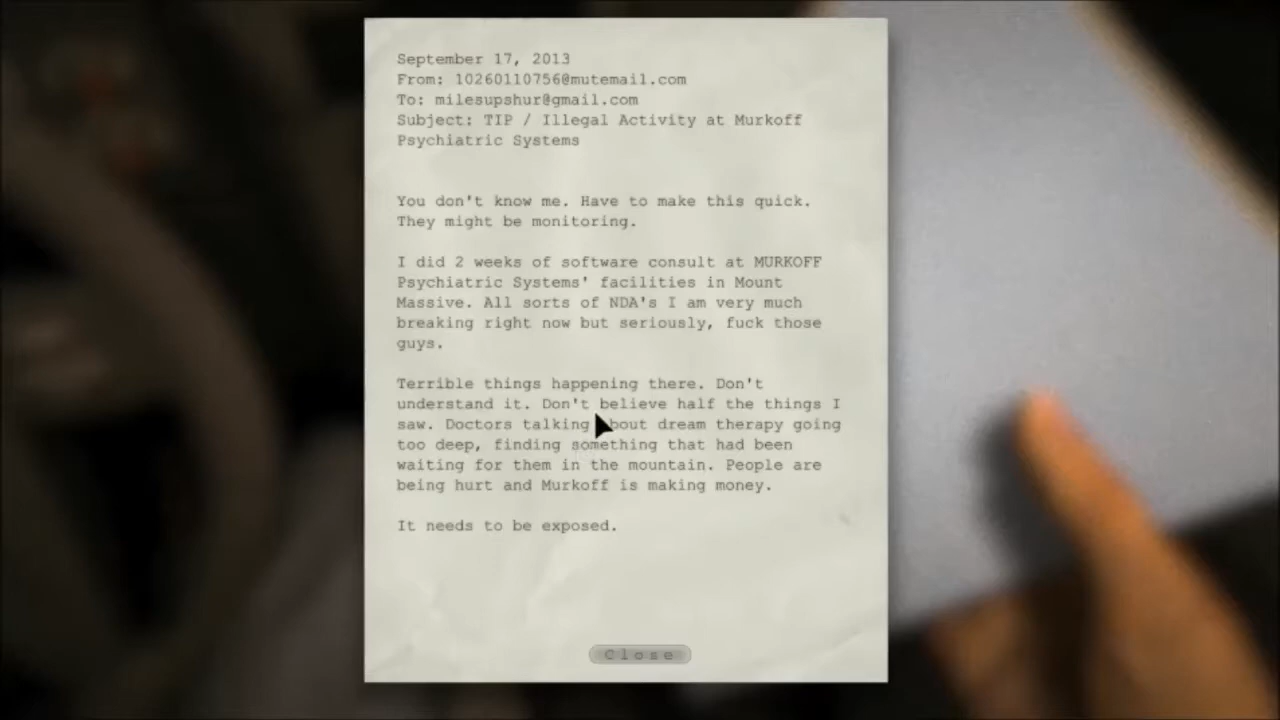 September 17, 2013
From: 10260110756@mutemail.com
To: milesupshur@gmail.com
Subject: TIP / Illegal Activity at Murkoff
Psychiatric Systems
You don't know me. Have to make this quick.
They might be monitoring.
I did 2 weeks of software consult at MURKOFF
Psychiatric Systems' facilities in Mount
Massive. All sorts of NDA's I am very much
breaking right now but seriously, fuck those
guys.
Terrible things happening there. Don't
understand it. Don't believe half the things I
saw. Doctors talking about dream therapy going
too deep, finding something that had been
waiting for them in the mountain. People are
being hurt and Murkoff is making money.
It needs to be exposed.
Close